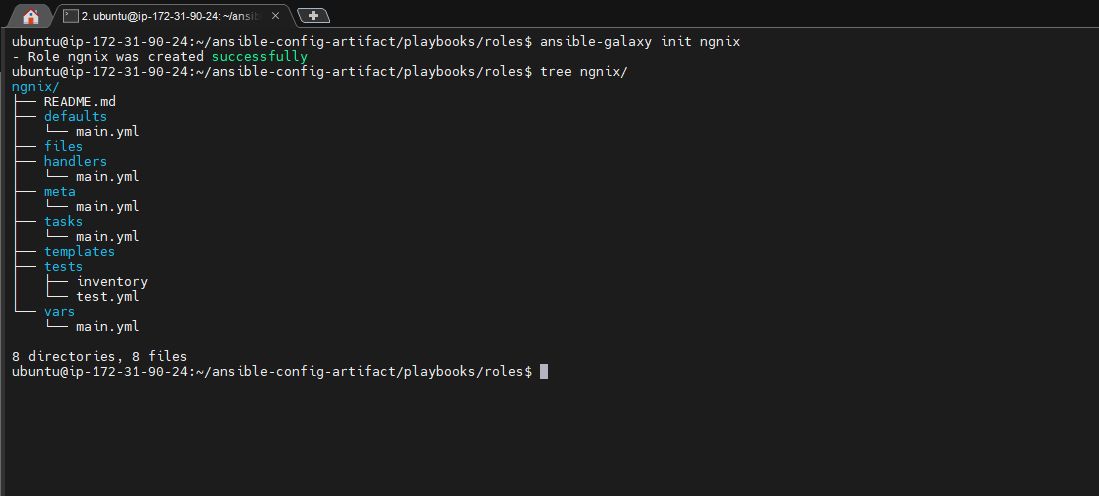 2. ubuntu@ip-172-31-90-24: ~/ansi
ubuntu@ip-172-31-90-24:~/ansible-config-artifact/playbooks/roles$ ansible-galaxy init ngnix
- Role ngnix was created successfully
ubuntu@ip-172-31-90-24:~/ansible-config-artifact/playbooks/roles$ tree ngnix/
ngnix/
├── README.md
├── defaults
│   └── main.yml
├── files
├── handlers
│   └── main.yml
├── meta
│   └── main.yml
├── tasks
│   └── main.yml
├── templates
├── tests
│   ├── inventory
│   └── test.yml
└── vars
    └── main.yml
8 directories, 8 files
ubuntu@ip-172-31-90-24:~/ansible-config-artifact/playbooks/roles$